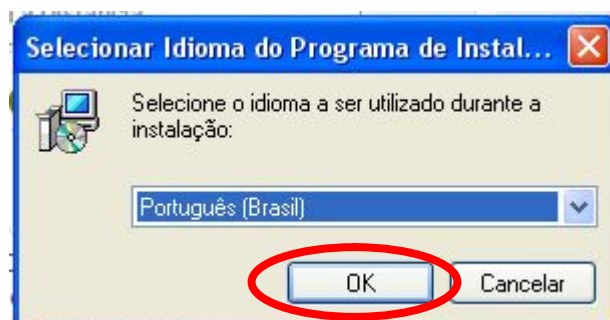 Selecionar Idioma do Programa de Instal...
Selecione o idioma a ser utilizado durante a
instalação:
Português (Brasil)
OK
Cancelar